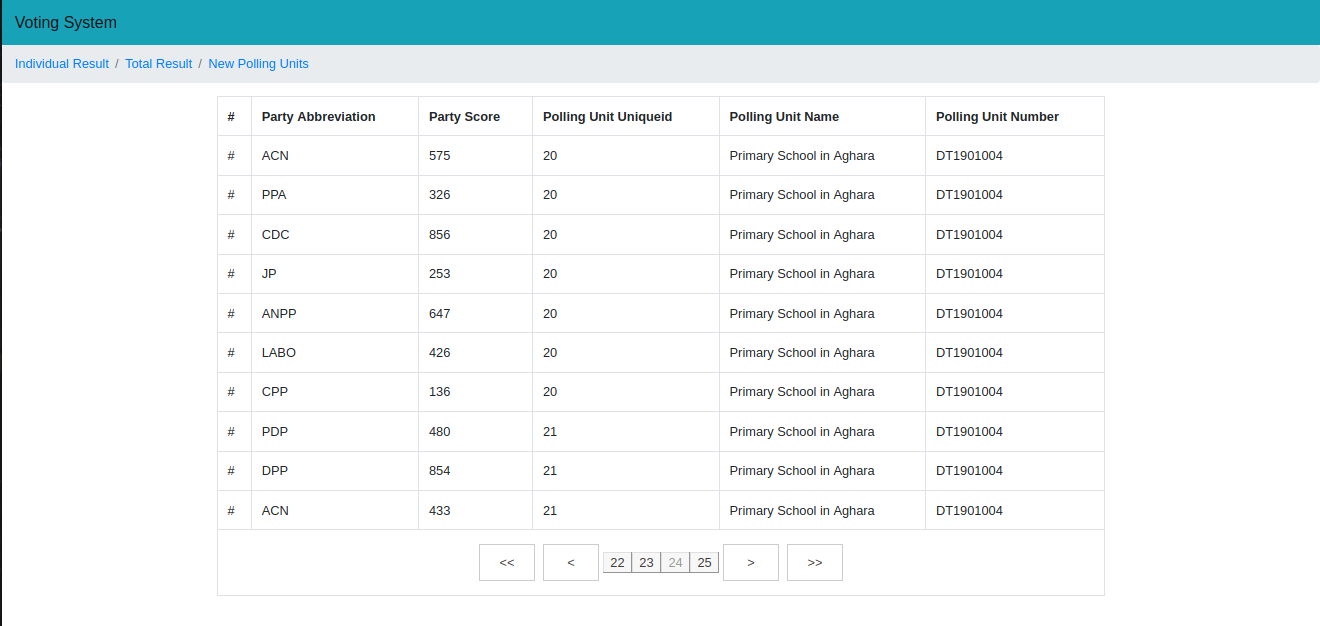 Voting System
Individual Result / Total Result / New Polling Units
# Party Abbreviation Party Score Polling Unit Uniqueid Polling Unit Name Polling Unit Number
# ACN 575 20 Primary School in Aghara DT1901004
# PPA 326 20 Primary School in Aghara DT1901004
# CDC 856 20 Primary School in Aghara DT1901004
# JP 253 20 Primary School in Aghara DT1901004
# ANPP 647 20 Primary School in Aghara DT1901004
# LABO 426 20 Primary School in Aghara DT1901004
# CPP 136 20 Primary School in Aghara DT1901004
# PDP 480 21 Primary School in Aghara DT1901004
# DPP 854 21 Primary School in Aghara DT1901004
# ACN 433 21 Primary School in Aghara DT1901004
<< < 22 23 24 25 > >>